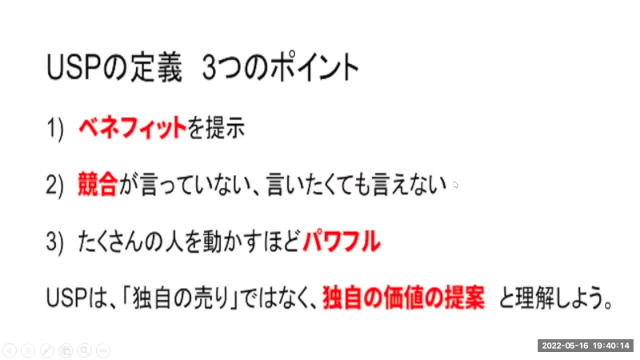 USPの定義　3つのポイント
1) ベネフィットを提示
2) 競合が言っていない、言いたくても言えない
3) たくさんの人を動かすほどパワフル
USPは、「独自の売り」ではなく、独自の価値の提案　と理解しよう。
2022-05-16 19:40:14